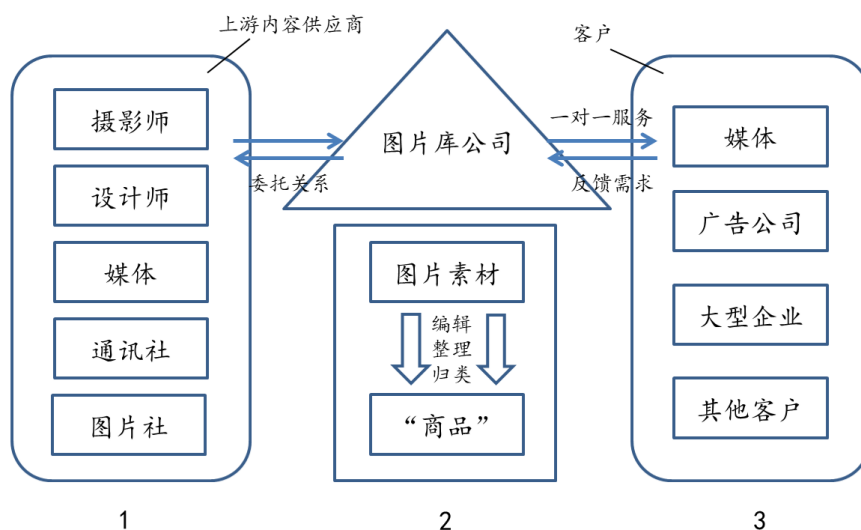 上游内容供应商
客户
摄影师
设计师
媒体
通讯社
图片社
委托关系
图片库公司
图片素材
编辑
整理
归类
“商品”
一对一服务
反馈需求
媒体
广告公司
大型企业
其他客户
1
2
3